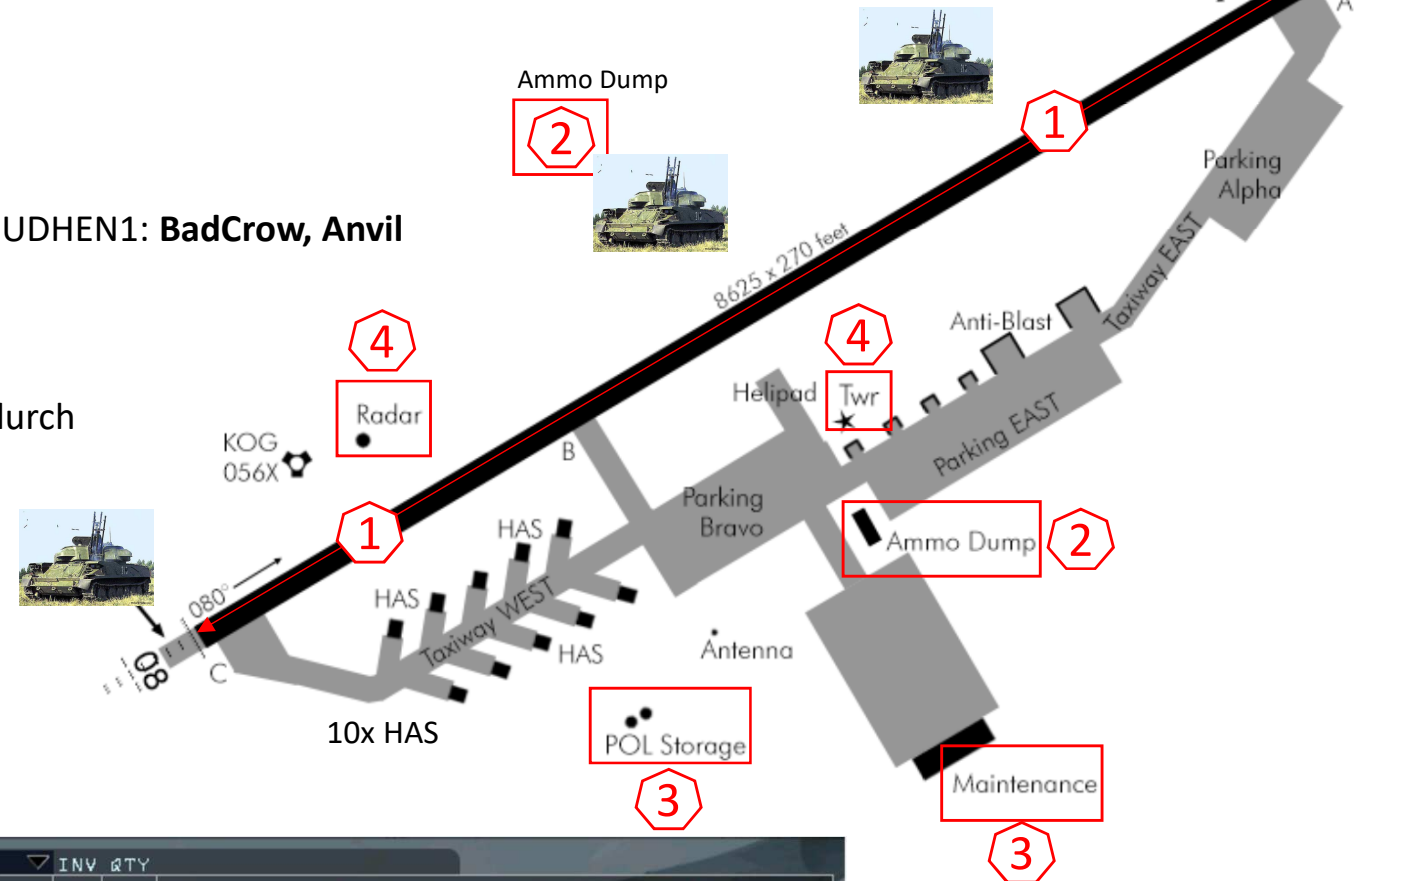 A
Ammo Dump
2
1
Parking
Alpha
UDHEN1: BadCrow, Anvil
8625 x 270 feet
Taxiway EAST
4
4
Anti-Blast
Radar
Helipad
Twr
KOG
056X
B
Parking EAST
Parking
Bravo
1
HAS
Ammo Dump
2
080°
HAS
Taxiway WEST
HAS
Antenna
08
C
10x HAS
POL Storage
3
Maintenance
3
INV QTY